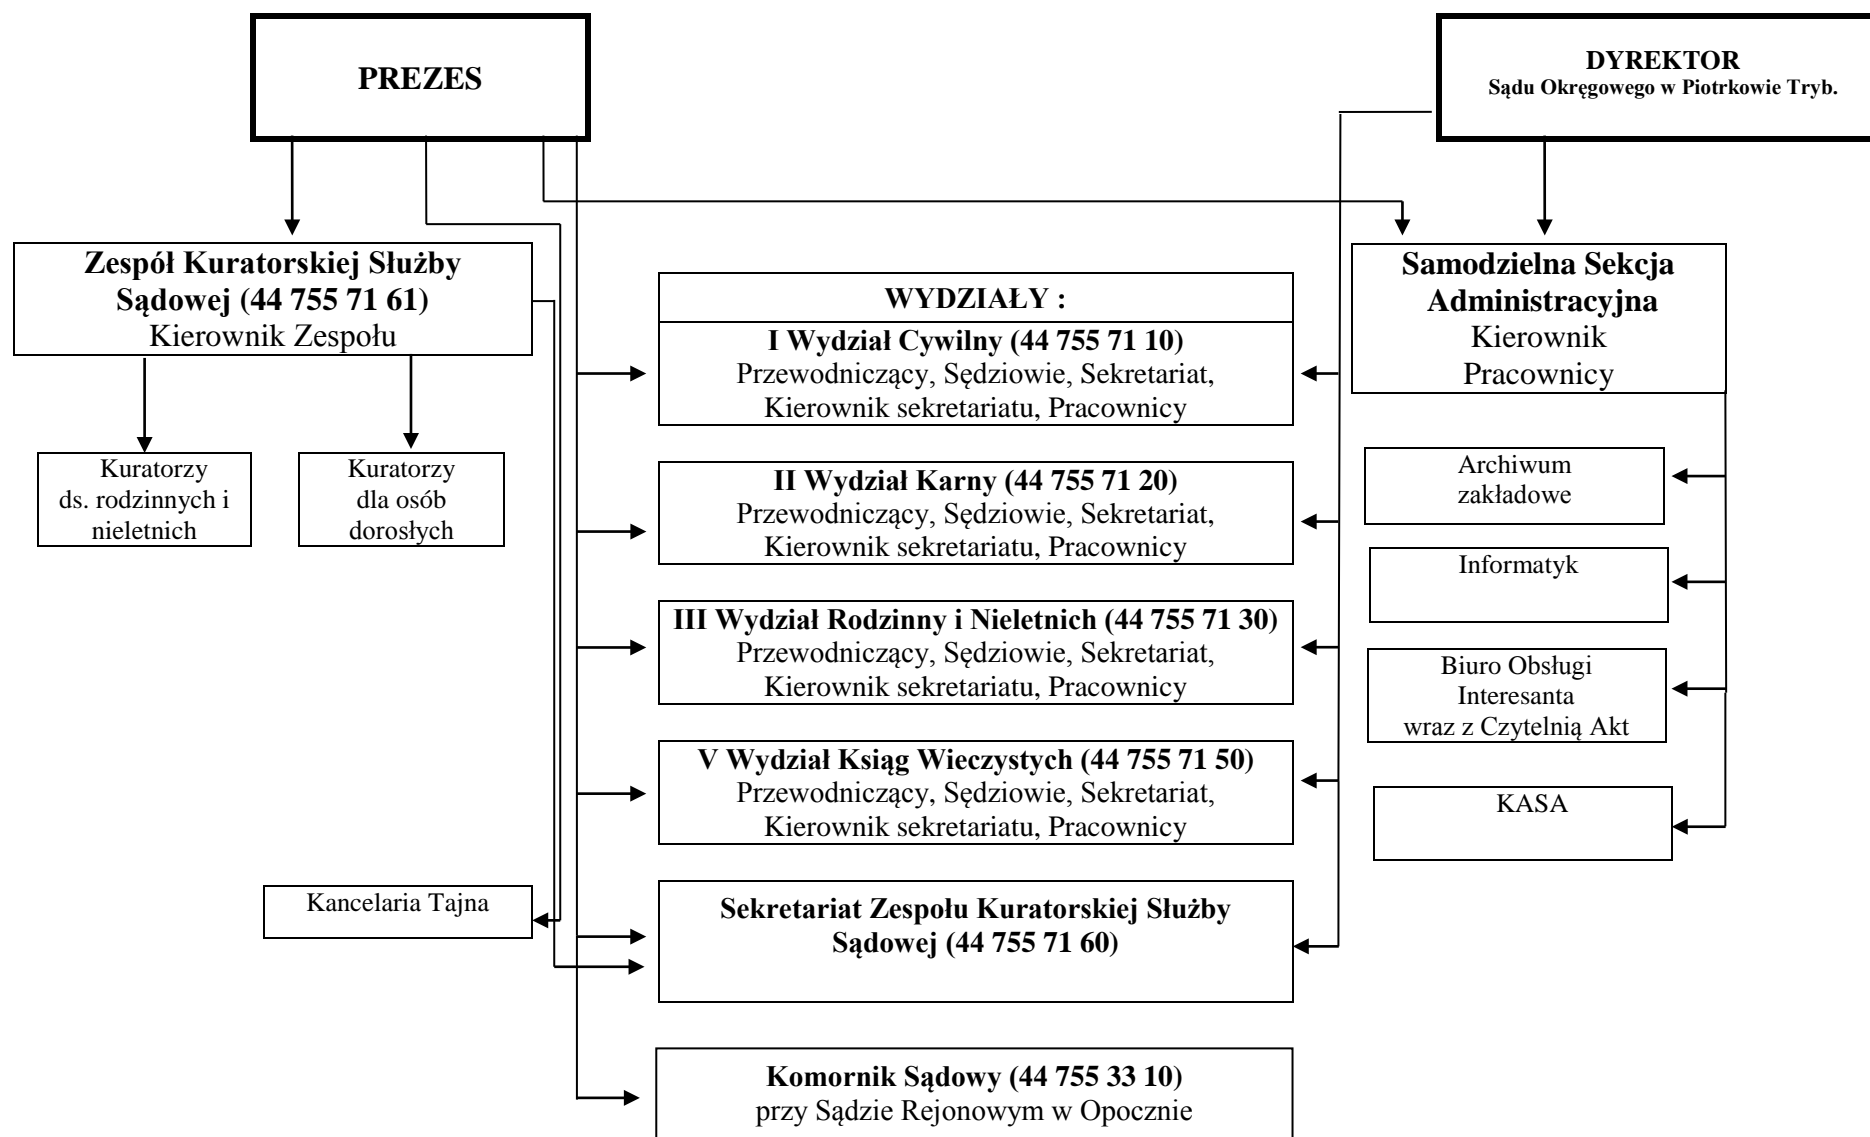 PREZES
DYREKTOR
Sądu Okręgowego w Piotrkowie Tryb.
Zespół Kuratorskiej Służby
Sądowej (44 755 71 61)
Kierownik Zespołu
Kuratorzy
ds. rodzinnych i
nieletnich
Kuratorzy
dla osób
dorosłych
Kancelaria Tajna
WYDZIAŁY :
I Wydział Cywilny (44 755 71 10)
Przewodniczący, Sędziowie, Sekretariat,
Kierownik sekretariatu, Pracownicy
II Wydział Karny (44 755 71 20)
Przewodniczący, Sędziowie, Sekretariat,
Kierownik sekretariatu, Pracownicy
III Wydział Rodzinny i Nieletnich (44 755 71 30)
Przewodniczący, Sędziowie, Sekretariat,
Kierownik sekretariatu, Pracownicy
V Wydział Ksiąg Wieczystych (44 755 71 50)
Przewodniczący, Sędziowie, Sekretariat,
Kierownik sekretariatu, Pracownicy
Sekretariat Zespołu Kuratorskiej Służby
Sądowej (44 755 71 60)
Komornik Sądowy (44 755 33 10)
przy Sądzie Rejonowym w Opocznie
Samodzielna Sekcja
Administracyjna
Kierownik
Pracownicy
Archiwum
zakładowe
Informatyk
Biuro Obsługi
Interesanta
wraz z Czytelnią Akt
KASA